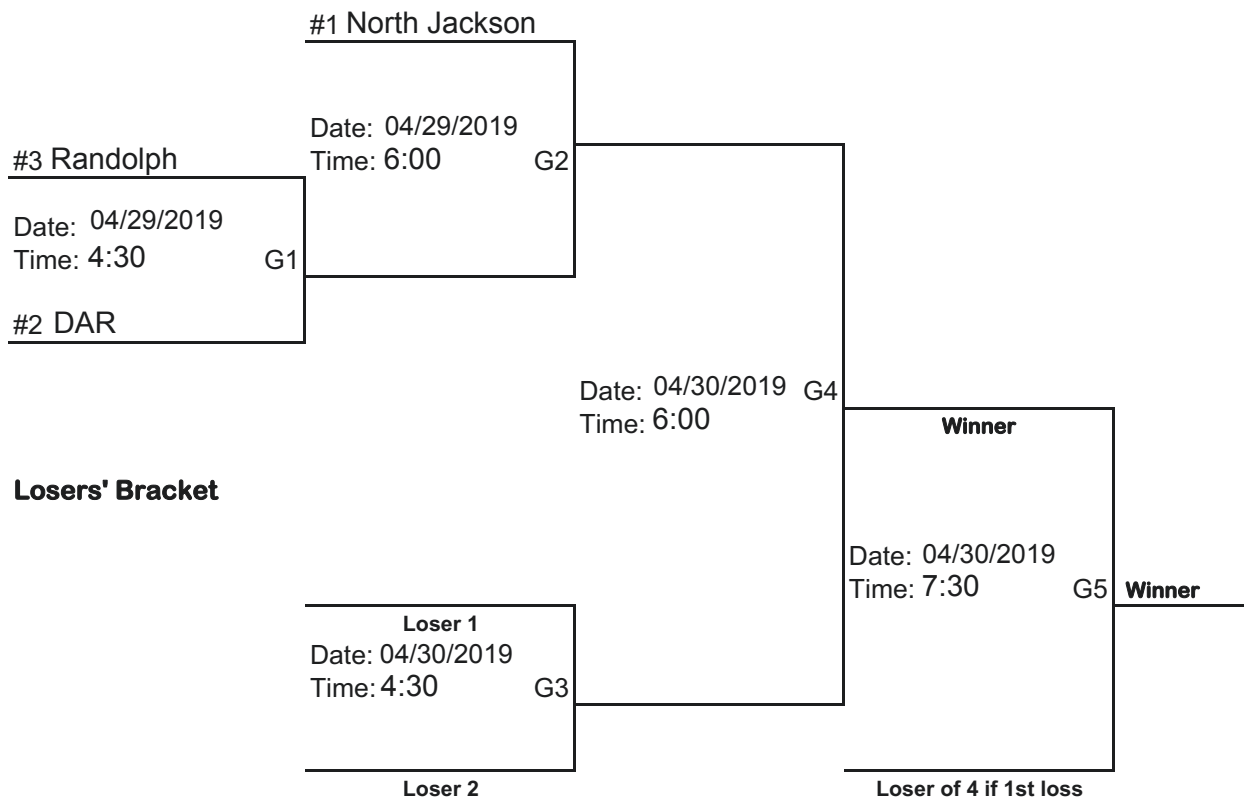 #1 North Jackson
Date: 04/29/2019
Time: 6:00 G2
#3 Randolph
Date: 04/29/2019
Time: 4:30 G1
#2 DAR
Date: 04/30/2019 G4
Time: 6:00
Winner
Losers' Bracket
Date: 04/30/2019
Time: 7:30 G5 Winner
Loser 1
Date: 04/30/2019
Time: 4:30 G3
Loser 2
Loser of 4 if 1st loss